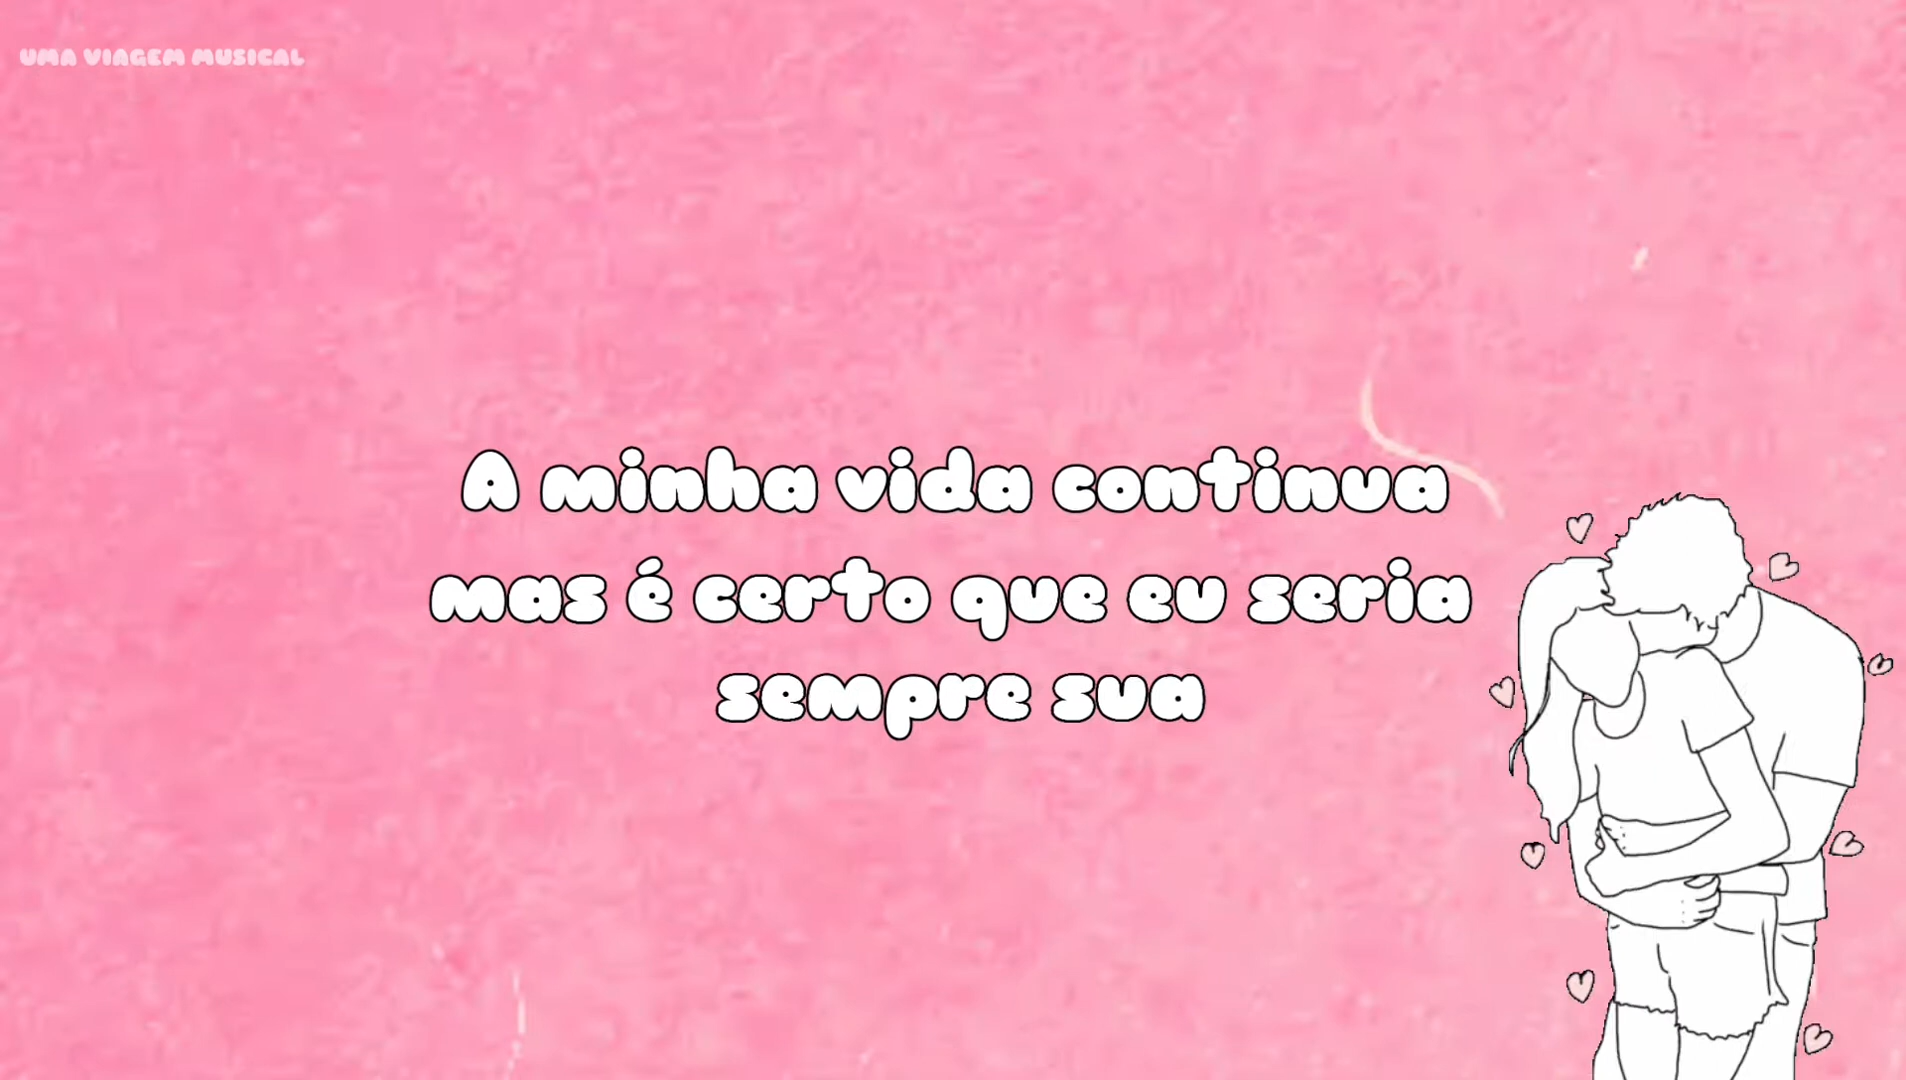 UMA VIAGEM MUSICAL
A minha vida continua
mas é certo que eu seria
sempre sua